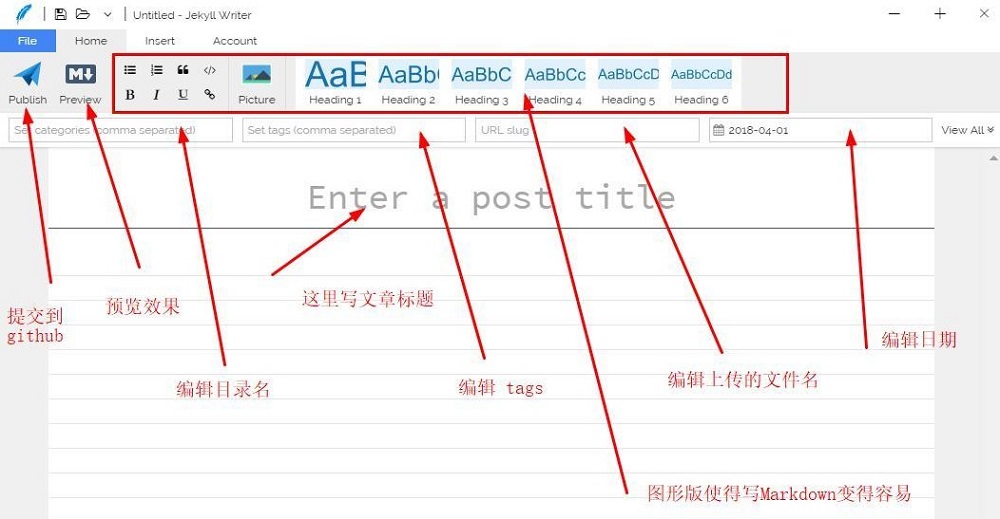 Untitled - Jekyll Writer
File Home Insert Account
B I U
AaB AaBb AaBbC AaBbCc AaBbCcD AaBbCcDd
Publish Preview Picture Heading 1 Heading 2 Heading 3 Heading 4 Heading 5 Heading 6
Set categories (comma separated) Set tags (comma separated) URL slug 2018-04-01 View All
Enter a post title
提交到
github
预览效果
这里写文章标题
编辑目录名
编辑 tags
编辑上传的文件名
编辑日期
图形版使得写Markdown变得容易